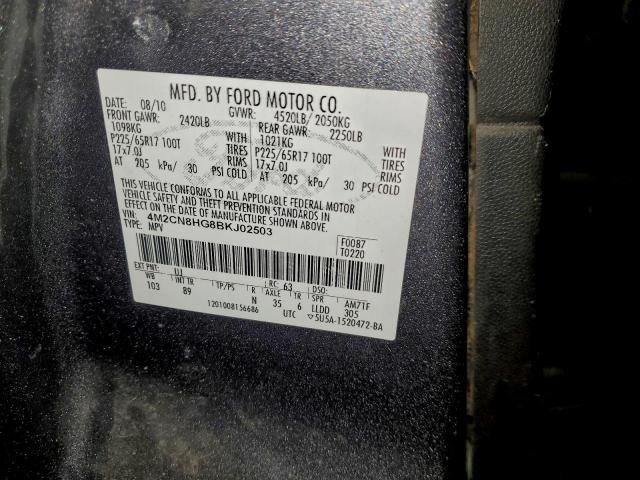 MFD. BY FORD MOTOR CO.
DATE: 08/10 GVWR: 4520LB/ 2050KG
FRONT GAWR: 2420LB REAR GAWR: 2250LB
1098KG WITH 1021KG WITH
P225/65R17 100T TIRES P225/65R17 100T TIRES
17x7.0J RIMS 17x7.0J RIMS
AT 205 kPa/ 30 PSI COLD AT 205 kPa/ 30 PSI COLD
THIS VEHICLE CONFORMS TO ALL APPLICABLE FEDERAL MOTOR
VEHICLE SAFETY AND THEFT PREVENTION STANDARDS IN
EFFECT ON THE DATE OF MANUFACTURE SHOWN ABOVE.
VIN: 4M2CN8HG8BKJ02503
TYPE: MPV
F0087
T0220
EXT PNT: UJ RC: 63 DSO:
WB INT TR TP/PS R AXLE TR SPR AM71F
103 89 N 35 6 LLDD 305
1201008156686 UTC ▽5U5A-1520472-BA